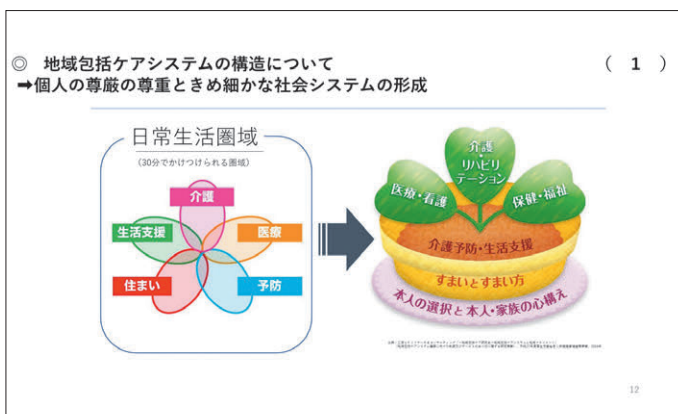 ◎ 地域包括ケアシステムの構造について （ 1 ）
➡個人の尊厳の尊重ときめ細かな社会システムの形成
日常生活圏域
（30分でかけつけられる圏域）
介護
生活支援
医療
住まい
予防
介護
・
リハビリ
テーション
医療・看護
保健・福祉
介護予防・生活支援
すまいとすまい方
本人の選択と本人・家族の心構え
12